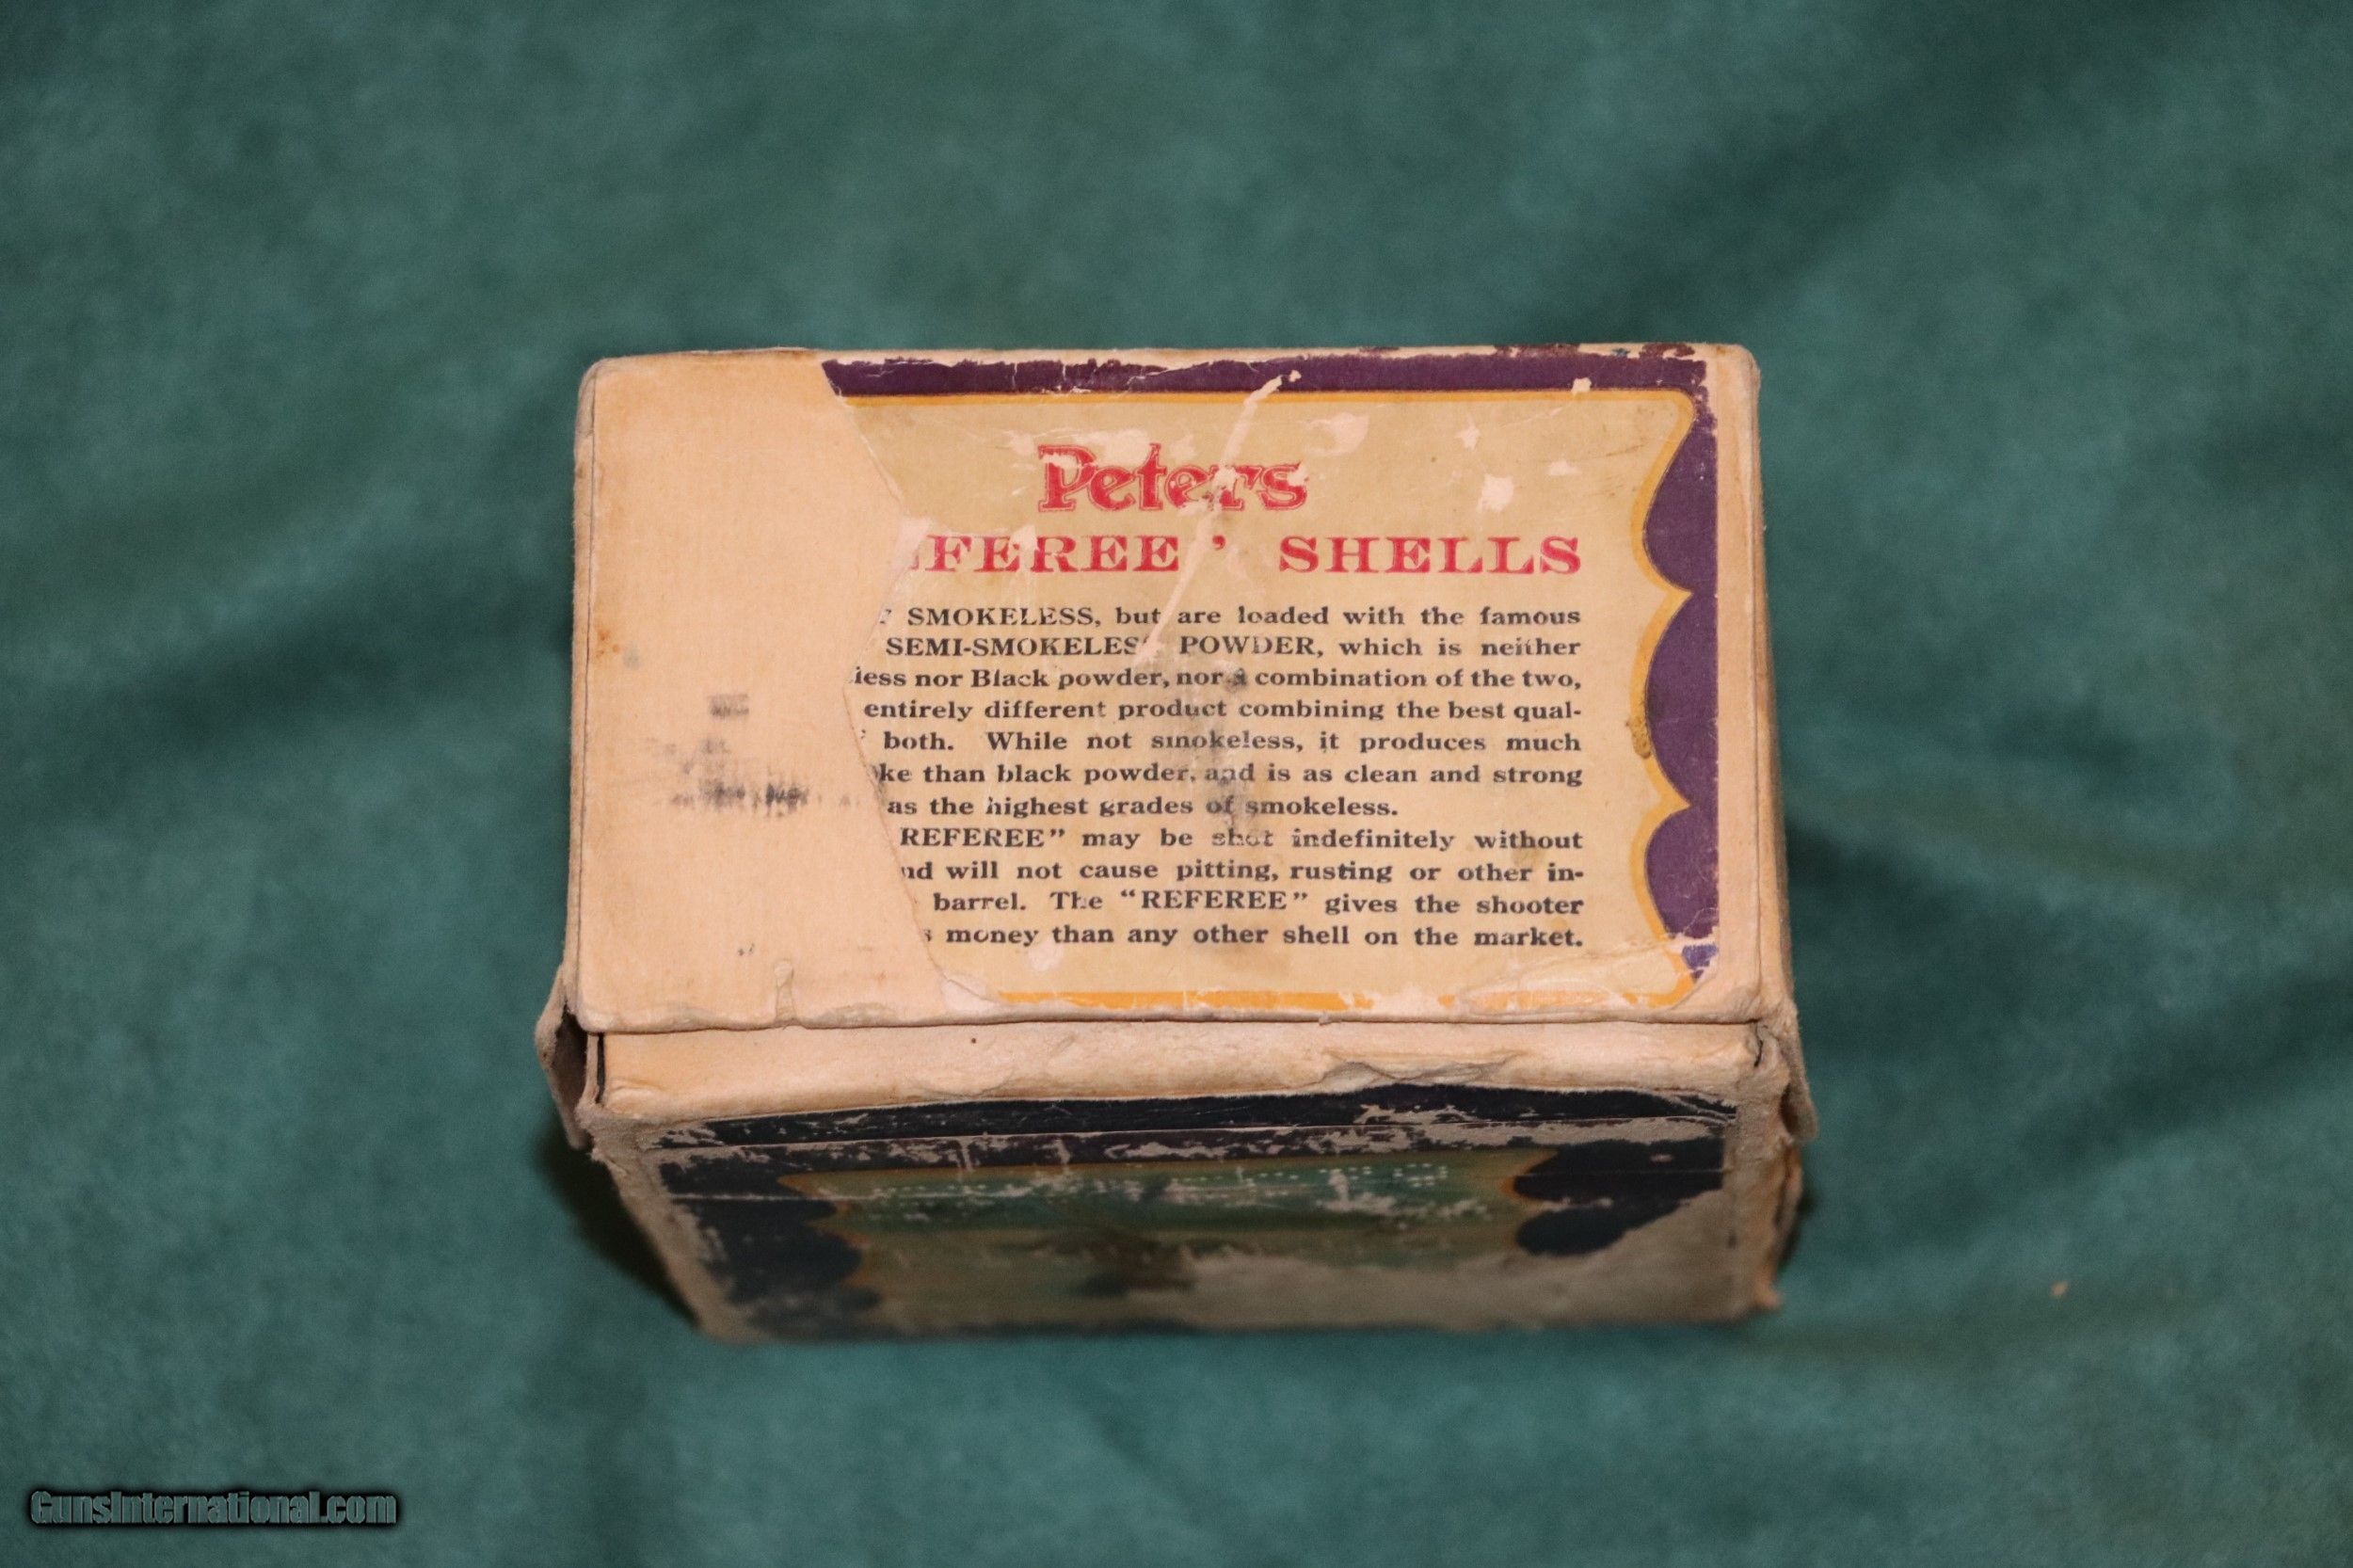 Peters
FEREE" SHELLS
SMOKELESS, but are loaded with the famous
SEMI-SMOKELESS POWDER, which is neither
less nor Black powder, nor a combination of the two,
entirely different product combining the best qual-
both. While not smokeless, it produces much
ke than black powder, and is as clean and strong
as the highest grades of smokeless.
REFEREE" may be shot indefinitely without
nd will not cause pitting, rusting or other in-
barrel. The "REFEREE" gives the shooter
s money than any other shell on the market.
GunsInternational.com